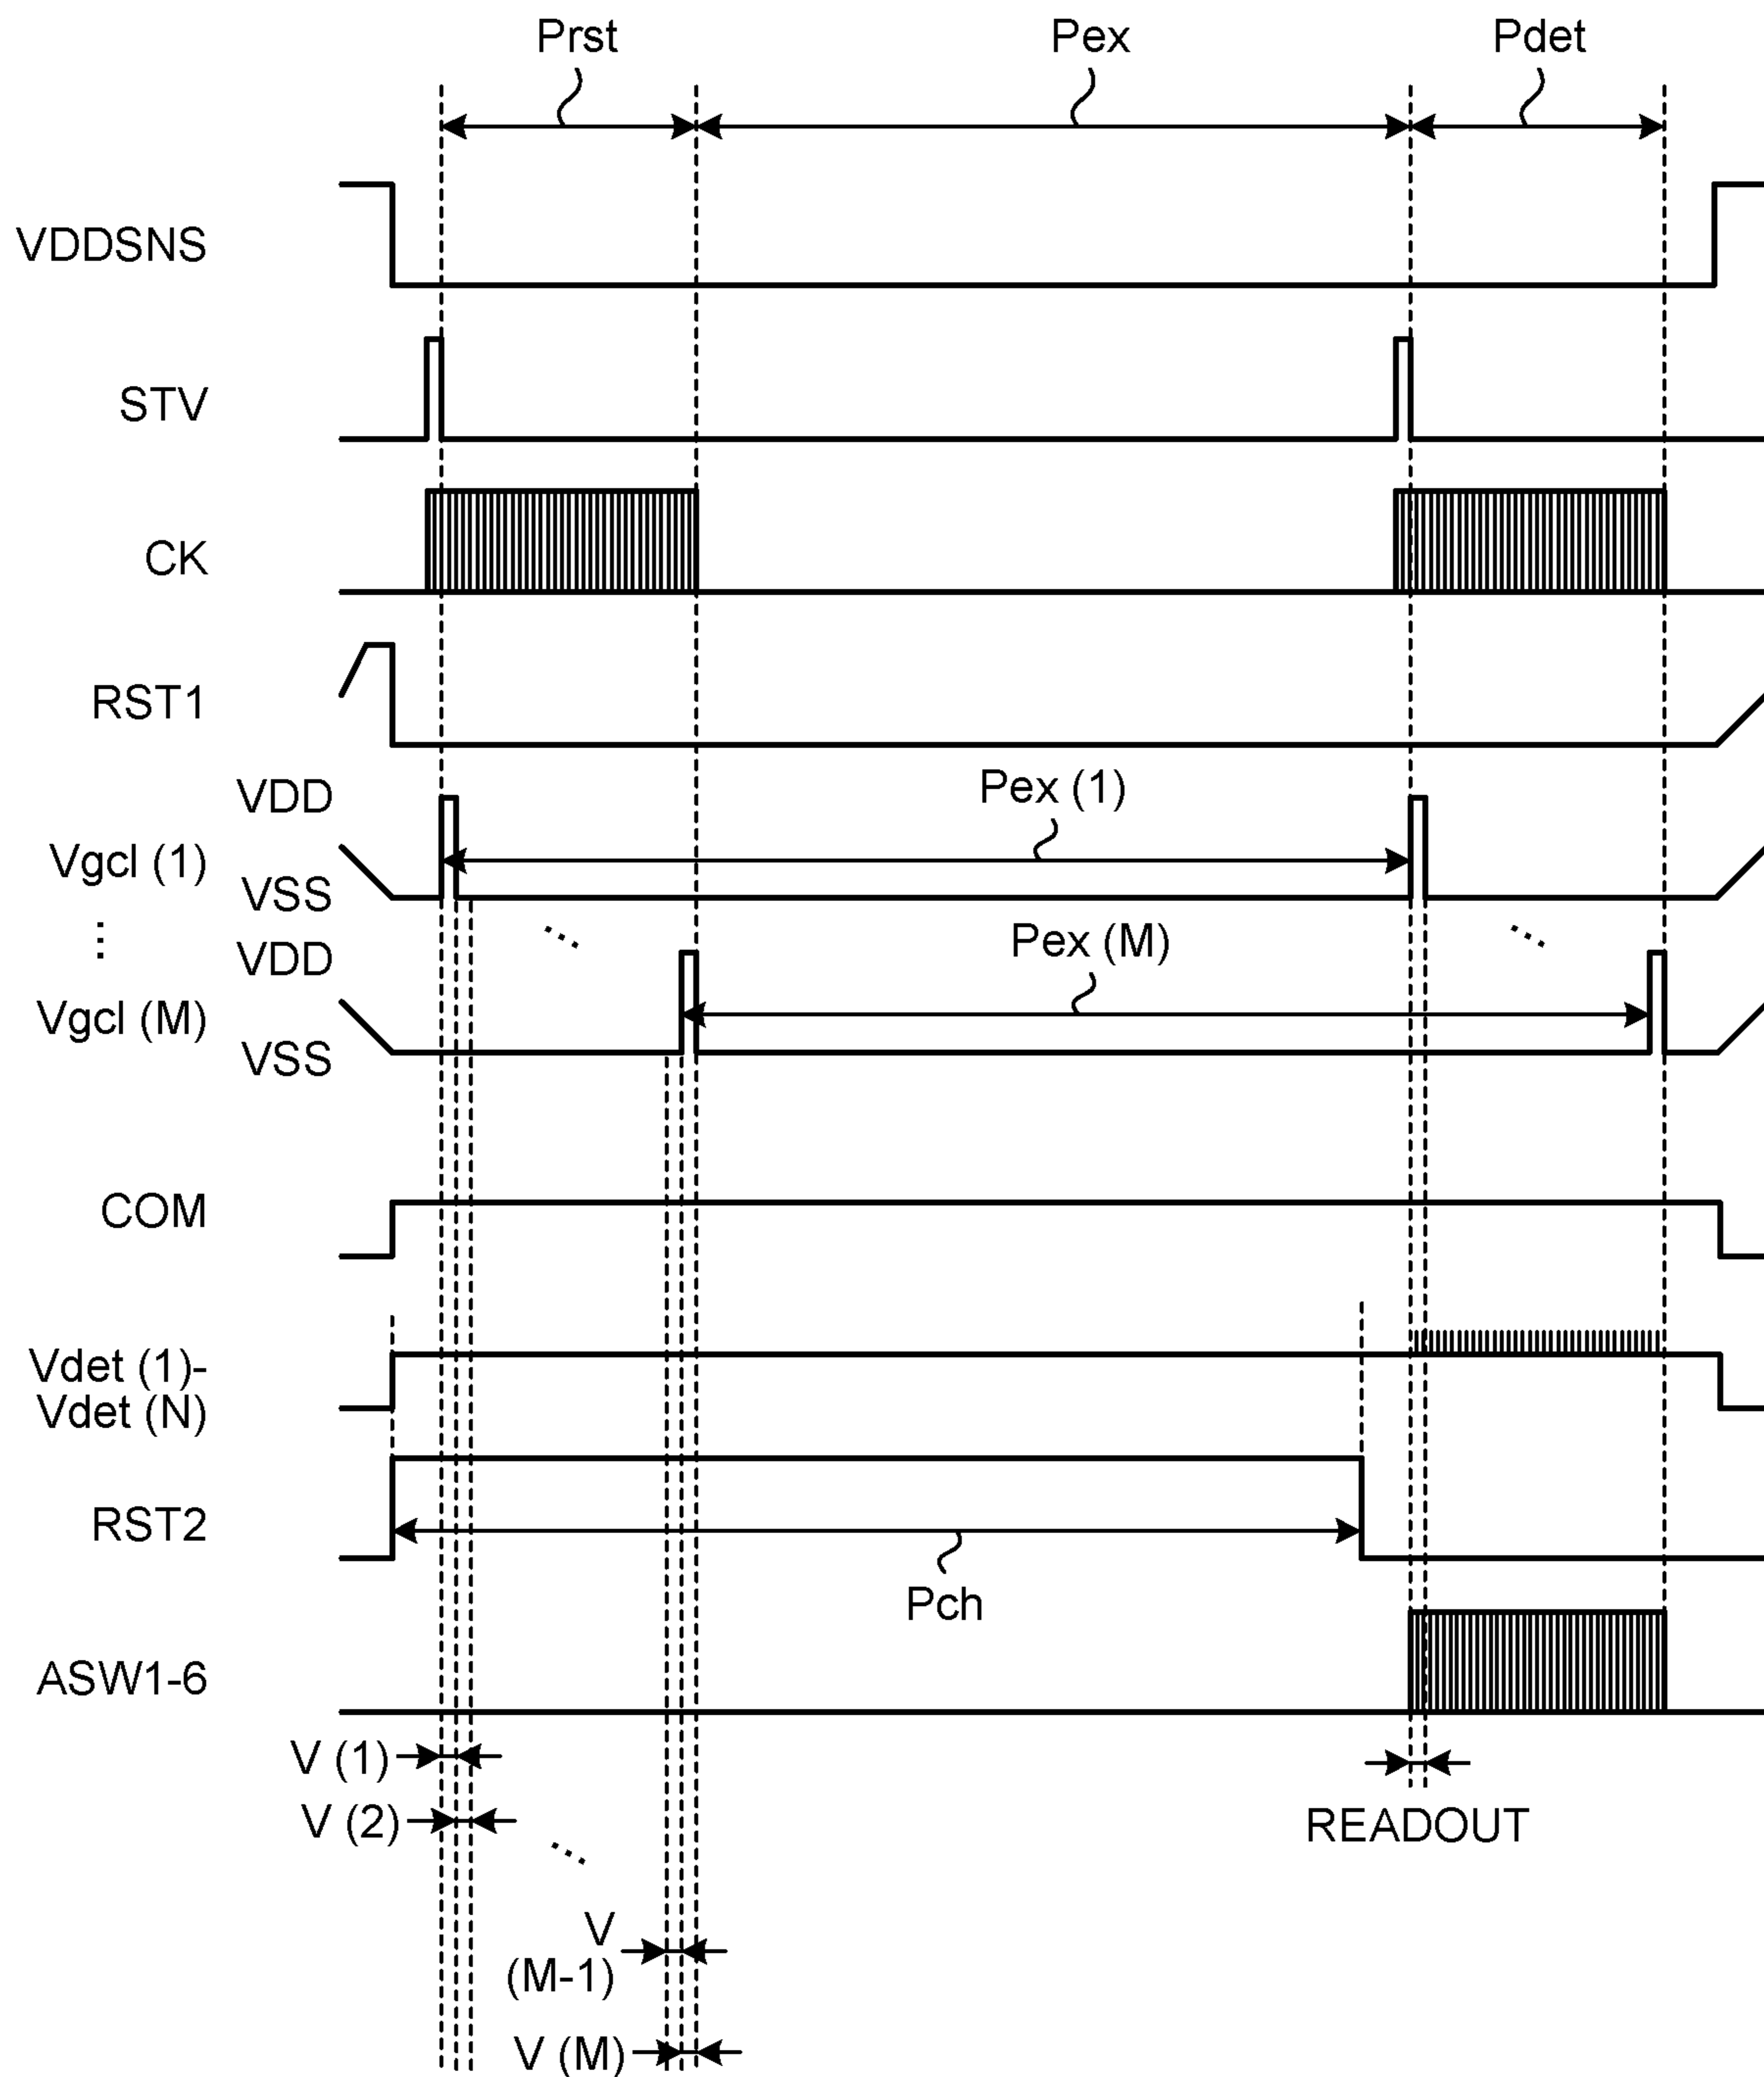 Prst
Pex
Pdet
VDDSNS
STV
CK
RST1
VDD
Pex (1)
Vgcl (1)
VSS
⋮
VDD
Pex (M)
Vgcl (M)
VSS
COM
Vdet (1)-
Vdet (N)
RST2
Pch
ASW1-6
V (1)
V (2)
READOUT
V
(M-1)
V (M)